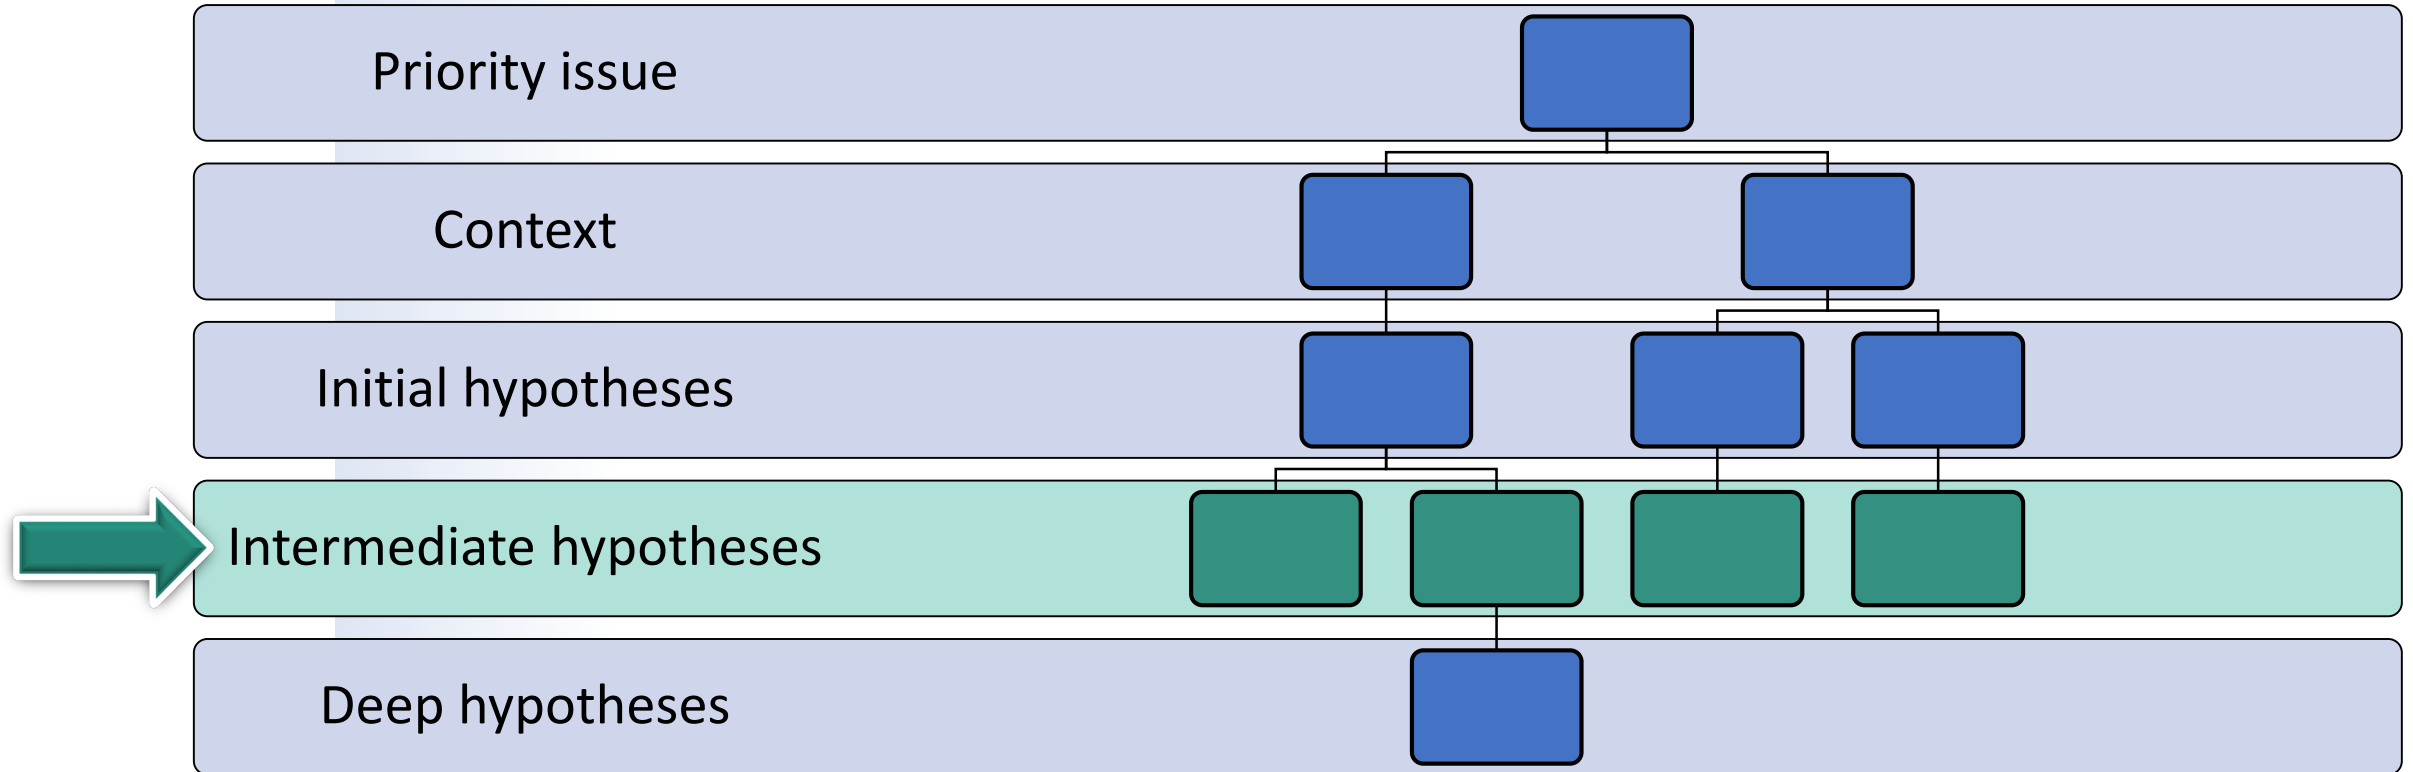 Priority issue
Context
Initial hypotheses
Intermediate hypotheses
Deep hypotheses